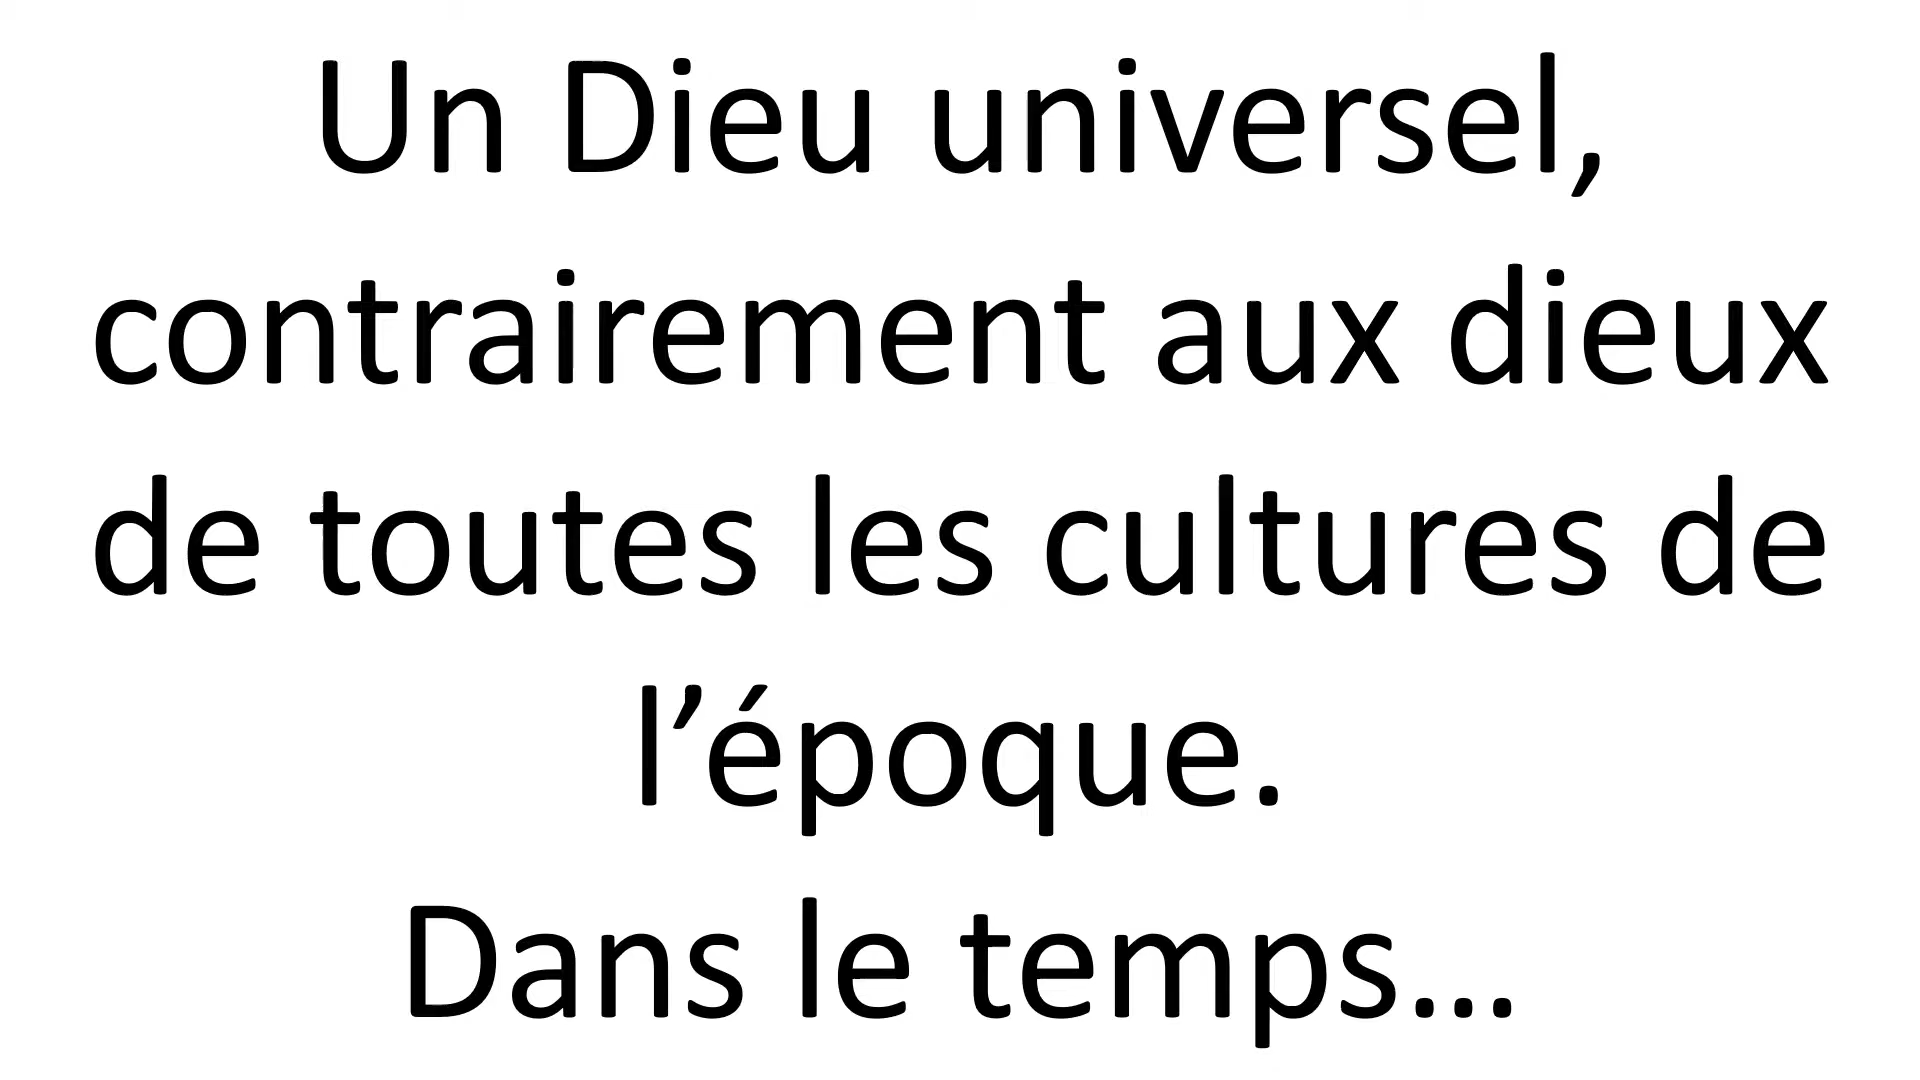 Un Dieu universel,
contrairement aux dieux
de toutes les cultures de
l’époque.
Dans le temps…